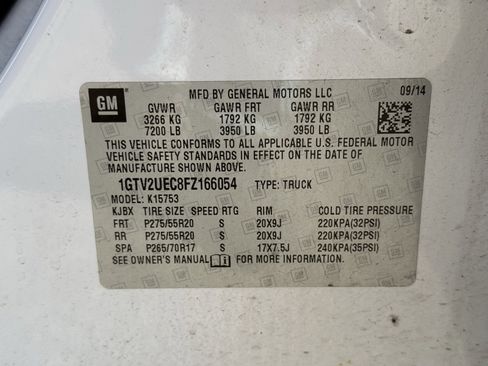 GM
MFD BY GENERAL MOTORS LLC 09/14
GVWR GAWR FRT GAWR RR
3266 KG 1792 KG 1792 KG
7200 LB 3950 LB 3950 LB
THIS VEHICLE CONFORMS TO ALL APPLICABLE U.S. FEDERAL MOTOR
VEHICLE SAFETY STANDARDS IN EFFECT ON THE DATE OF
MANUFACTURE SHOWN ABOVE.
1GTV2UEC8FZ166054 TYPE: TRUCK
MODEL: K15753
KJBX TIRE SIZE SPEED RTG RIM COLD TIRE PRESSURE
FRT P275/55R20 S 20X9J 220KPA(32PSI)
RR P275/55R20 S 20X9J 220KPA(32PSI)
SPA P265/70R17 S 17X7.5J 240KPA(35PSI)
SEE OWNER'S MANUAL FOR MORE INFORMATION